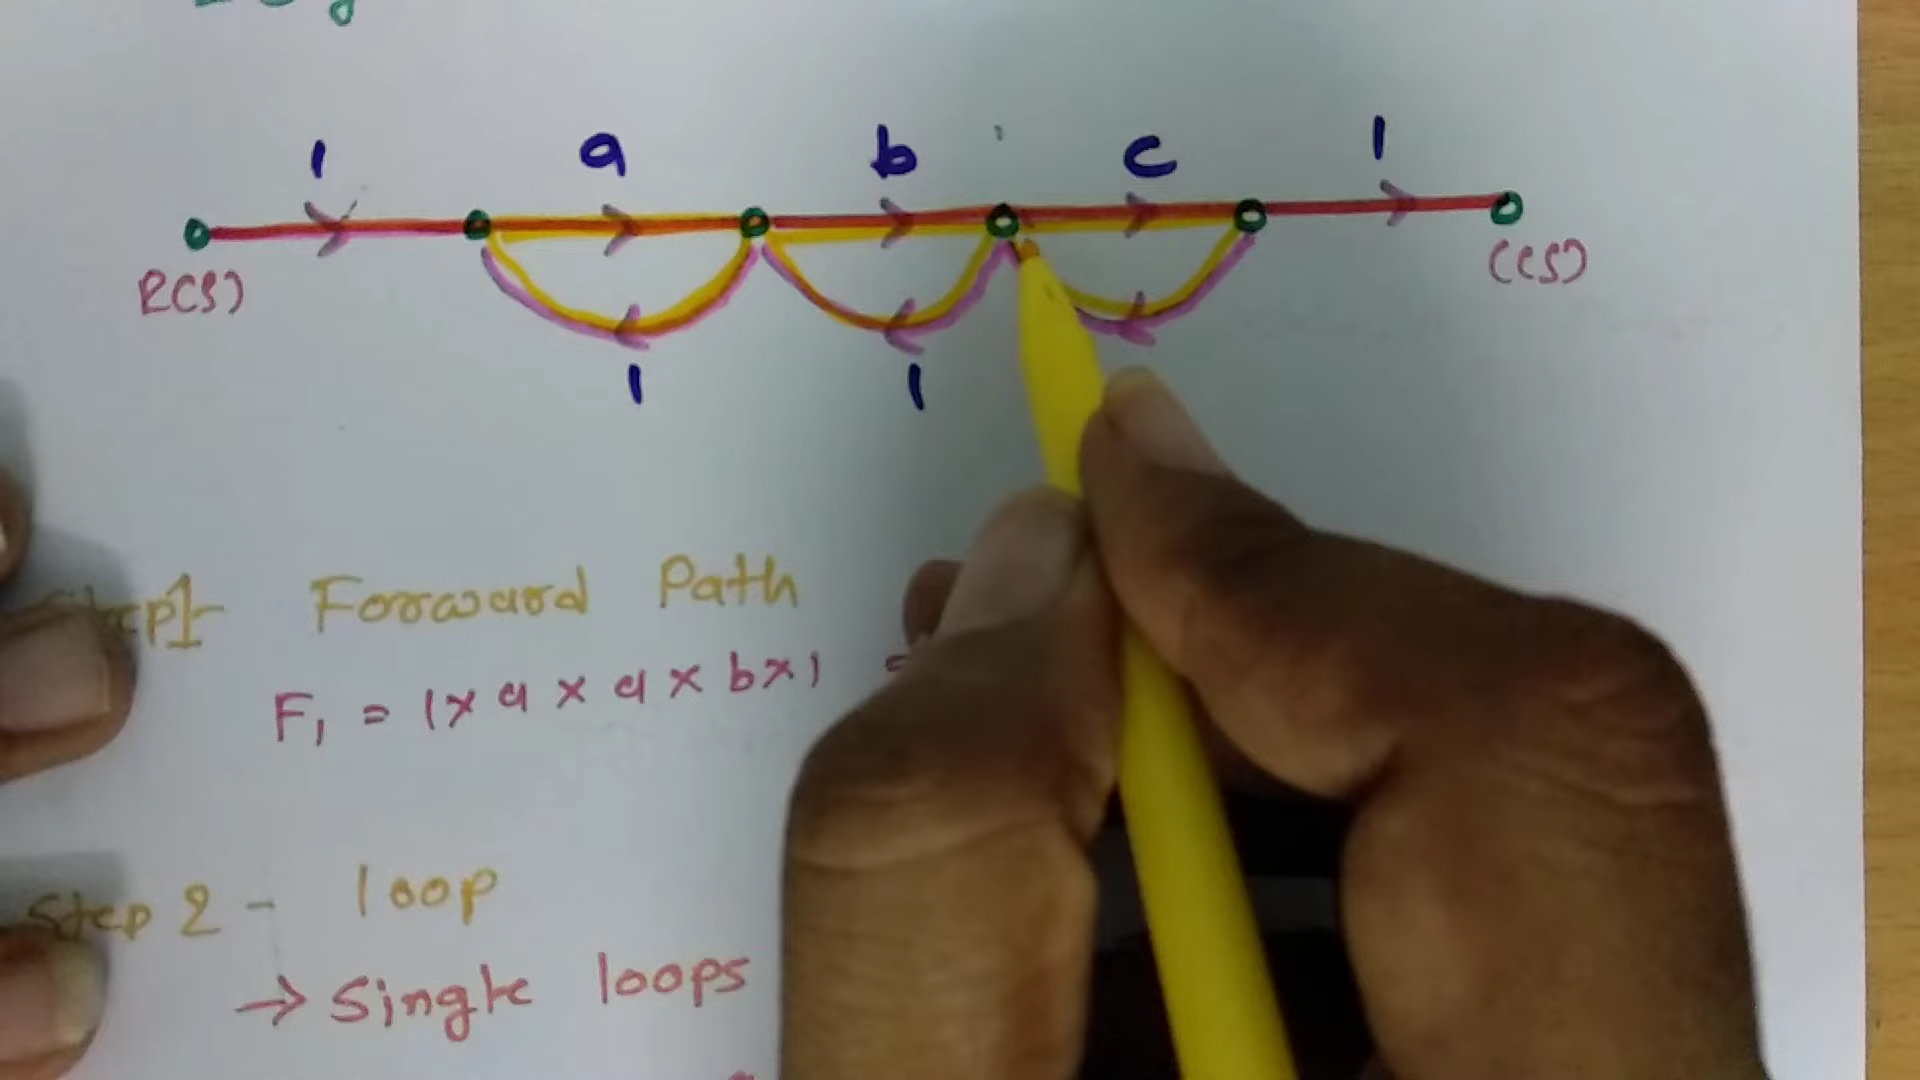 1 a b c 1
R(S) C(S)
1 1
Step 1- Forward Path
F1 = 1 x a x a x b x 1 =
Step 2 - loop
→ Single loops